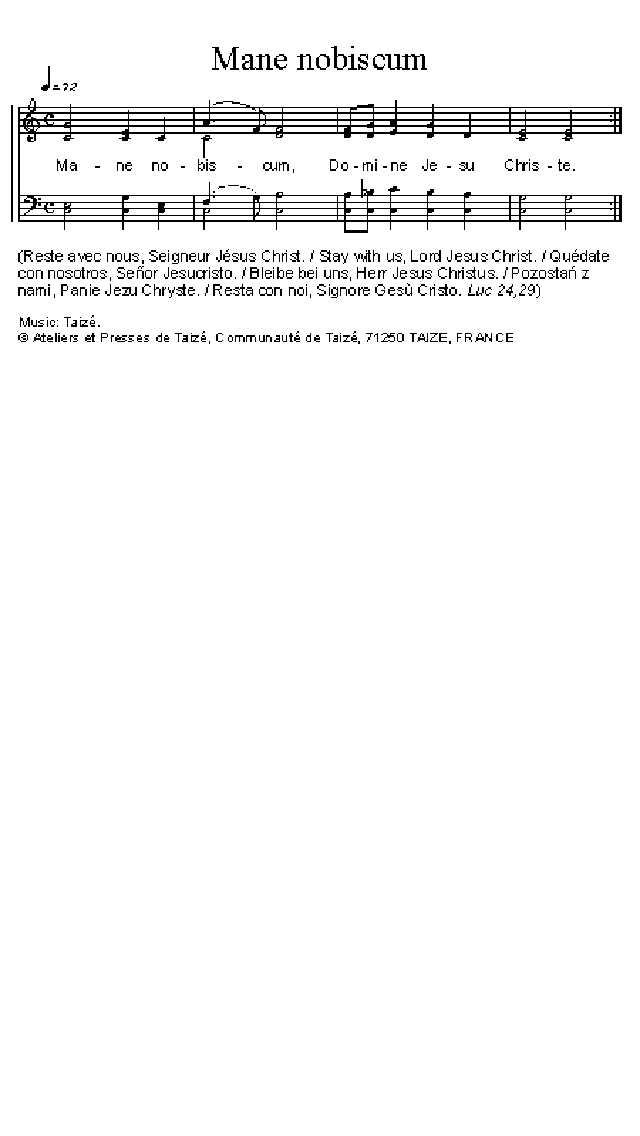 Mane nobiscum
♩=72
Ma - ne no - bis - cum, Do - mi - ne Je - su Chris - te.
(Reste avec nous, Seigneur Jésus Christ. / Stay with us, Lord Jesus Christ. / Quédate
con nosotros, Señor Jesucristo. / Bleibe bei uns, Herr Jesus Christus. / Pozostań z
nami, Panie Jezu Chryste. / Resta con noi, Signore Gesù Cristo. Luc 24,29)
Music: Taizé.
© Ateliers et Presses de Taizé, Communauté de Taizé, 71250 TAIZE, FRANCE